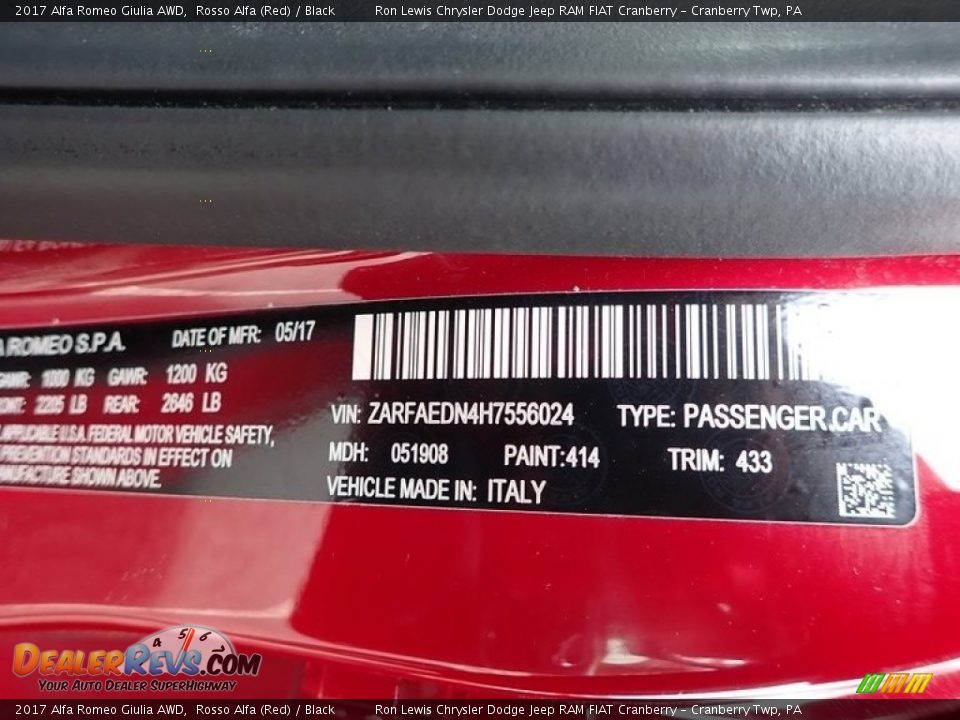 2017 Alfa Romeo Giulia AWD, Rosso Alfa (Red) / Black Ron Lewis Chrysler Dodge Jeep RAM FIAT Cranberry - Cranberry Twp, PA
A ROMEO S.P.A. DATE OF MFR: 05/17
GAWR: 1000 KG GAWR: 1200 KG
2205 LB REAR: 2646 LB
APPLICABLE U.S.A. FEDERAL MOTOR VEHICLE SAFETY,
PREVENTION STANDARDS IN EFFECT ON
SHOWN ABOVE.
VIN: ZARFAEDN4H7556024 TYPE: PASSENGER.CAR
MDH: 051908 PAINT:414 TRIM: 433
VEHICLE MADE IN: ITALY
4 5 6
DEALERREVS.COM
YOUR AUTO DEALER SUPERHIGHWAY
2017 Alfa Romeo Giulia AWD, Rosso Alfa (Red) / Black Ron Lewis Chrysler Dodge Jeep RAM FIAT Cranberry - Cranberry Twp, PA